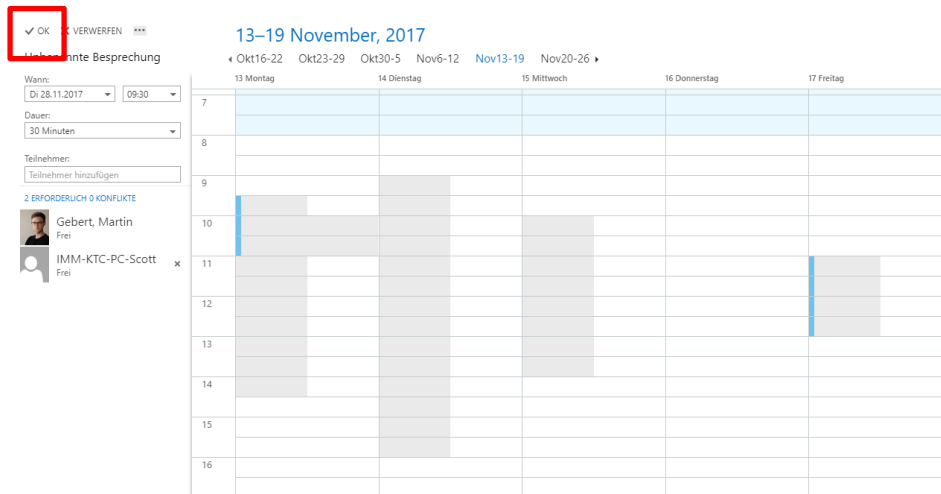 OK VERWERFEN
Unbenannte Besprechung
Wann:
Di 28.11.2017 09:30
Dauer:
30 Minuten
Teilnehmer:
Teilnehmer hinzufügen
2 ERFORDERLICH 0 KONFLIKTE
Gebert, Martin
Frei
IMM-KTC-PC-Scott
Frei
13–19 November, 2017
Okt16-22 Okt23-29 Okt30-5 Nov6-12 Nov13-19 Nov20-26
13 Montag 14 Dienstag 15 Mittwoch 16 Donnerstag 17 Freitag
7
8
9
10
11
12
13
14
15
16